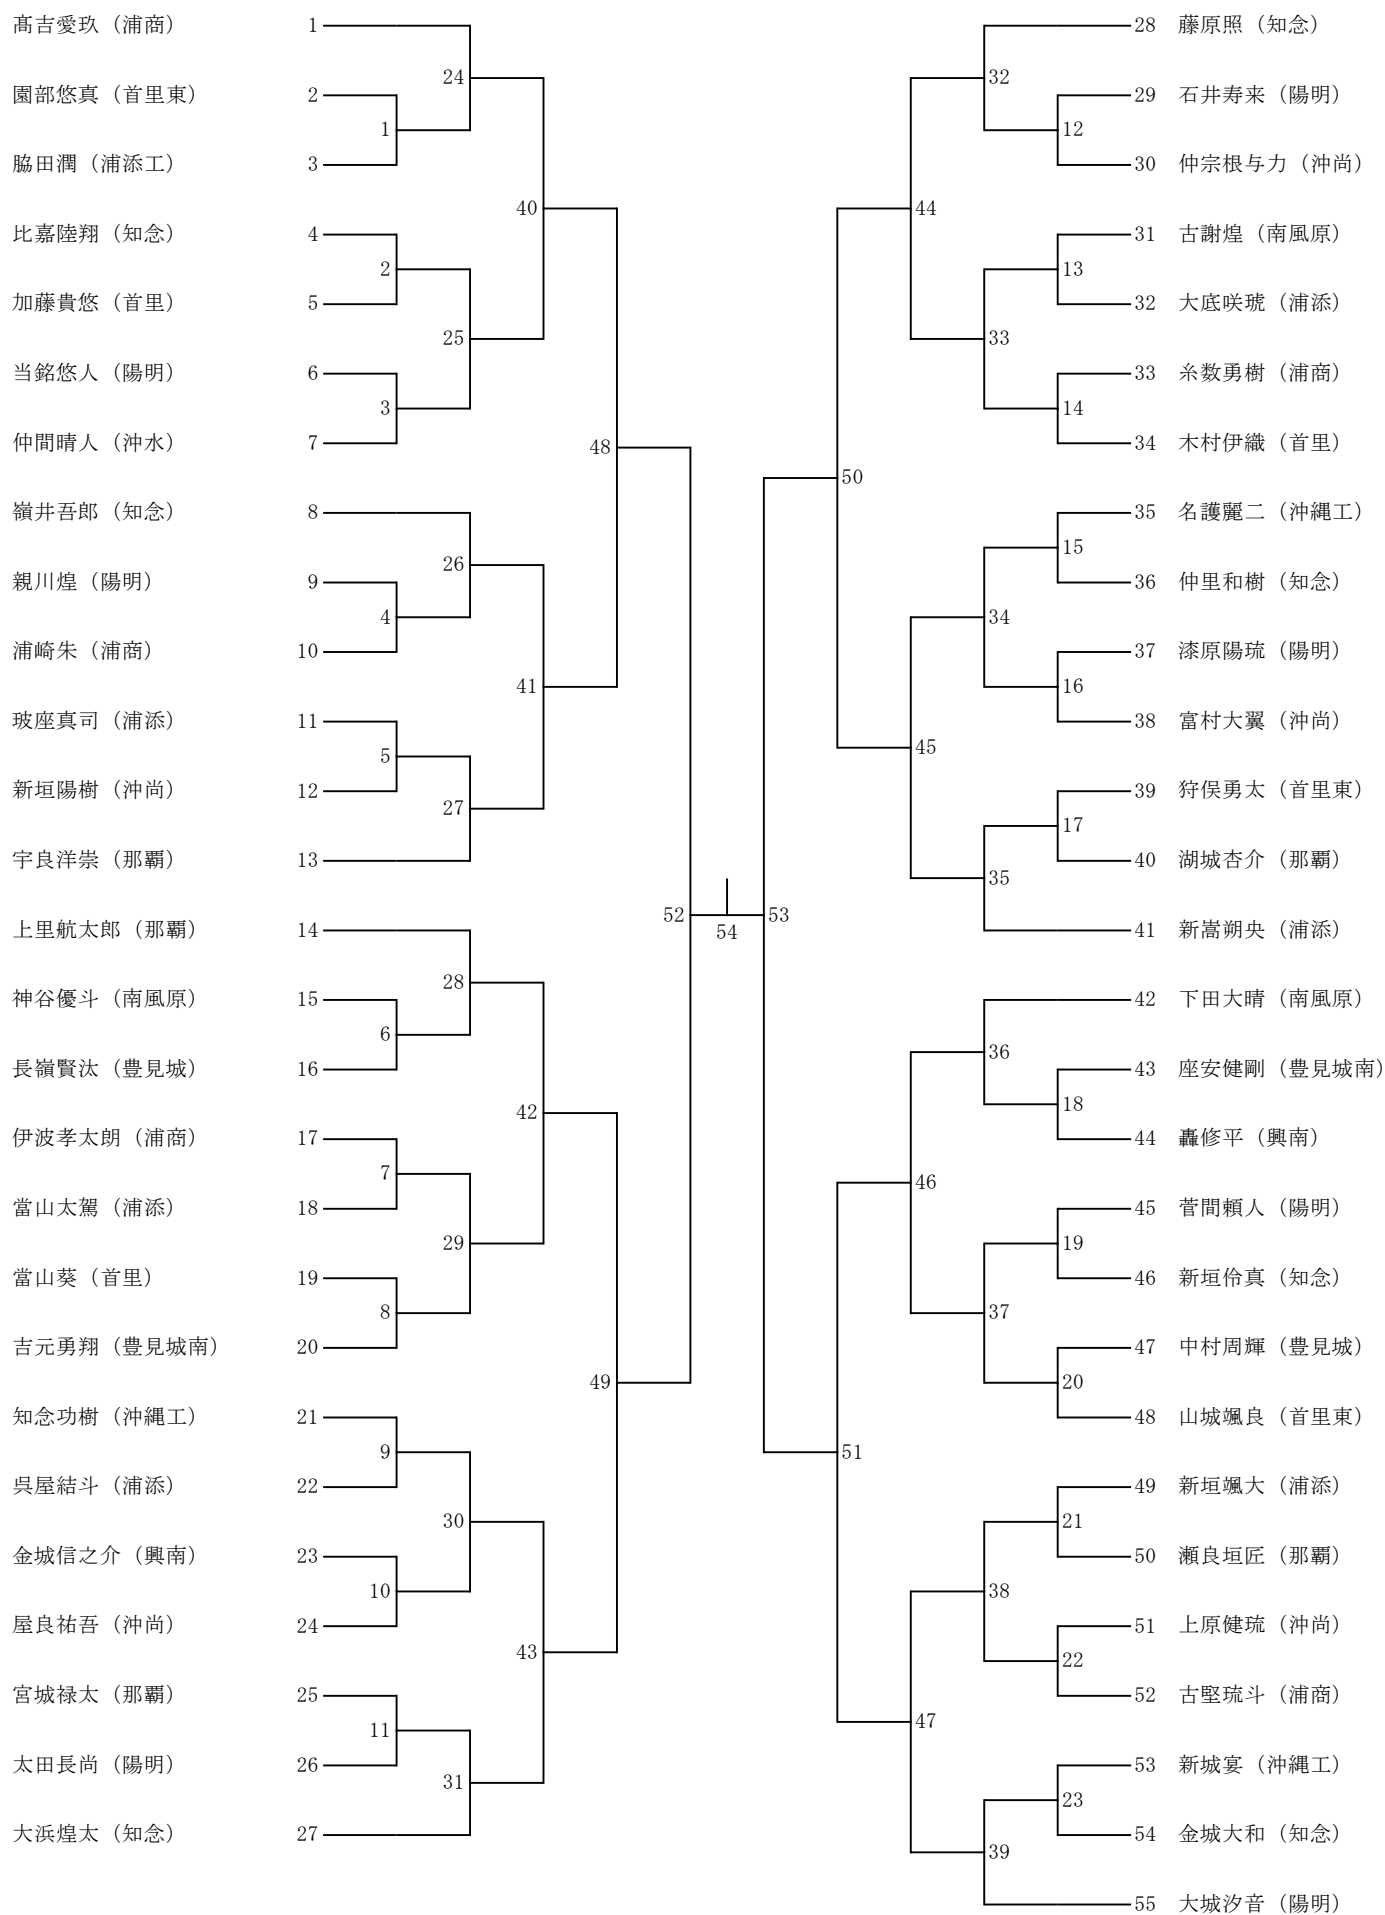 髙吉愛玖（浦商） 1
園部悠真（首里東） 2
脇田潤（浦添工） 3
比嘉陸翔（知念） 4
加藤貴悠（首里） 5
当銘悠人（陽明） 6
仲間晴人（沖水） 7
嶺井吾郎（知念） 8
親川煌（陽明） 9
浦崎朱（浦商） 10
玻座真司（浦添） 11
新垣陽樹（沖尚） 12
宇良洋崇（那覇） 13
上里航太郎（那覇） 14
神谷優斗（南風原） 15
長嶺賢汰（豊見城） 16
伊波孝太朗（浦商） 17
當山太駕（浦添） 18
當山葵（首里） 19
吉元勇翔（豊見城南） 20
知念功樹（沖縄工） 21
呉屋結斗（浦添） 22
金城信之介（興南） 23
屋良祐吾（沖尚） 24
宮城禄太（那覇） 25
太田長尚（陽明） 26
大浜煌太（知念） 27
1
2
3
4
5
6
7
8
9
10
11
24
25
26
27
28
29
30
31
40
41
42
43
48
49
52
54
53
50
51
44
45
46
47
32
33
34
35
36
37
38
39
12
13
14
15
16
17
18
19
20
21
22
23
28 藤原照（知念）
29 石井寿来（陽明）
30 仲宗根与力（沖尚）
31 古謝煌（南風原）
32 大底咲琥（浦添）
33 糸数勇樹（浦商）
34 木村伊織（首里）
35 名護麗二（沖縄工）
36 仲里和樹（知念）
37 漆原陽琉（陽明）
38 富村大翼（沖尚）
39 狩俣勇太（首里東）
40 湖城杏介（那覇）
41 新嵩朔央（浦添）
42 下田大晴（南風原）
43 座安健剛（豊見城南）
44 轟修平（興南）
45 菅間頼人（陽明）
46 新垣伶真（知念）
47 中村周輝（豊見城）
48 山城颯良（首里東）
49 新垣颯大（浦添）
50 瀬良垣匠（那覇）
51 上原健琉（沖尚）
52 古堅琉斗（浦商）
53 新城宴（沖縄工）
54 金城大和（知念）
55 大城汐音（陽明）